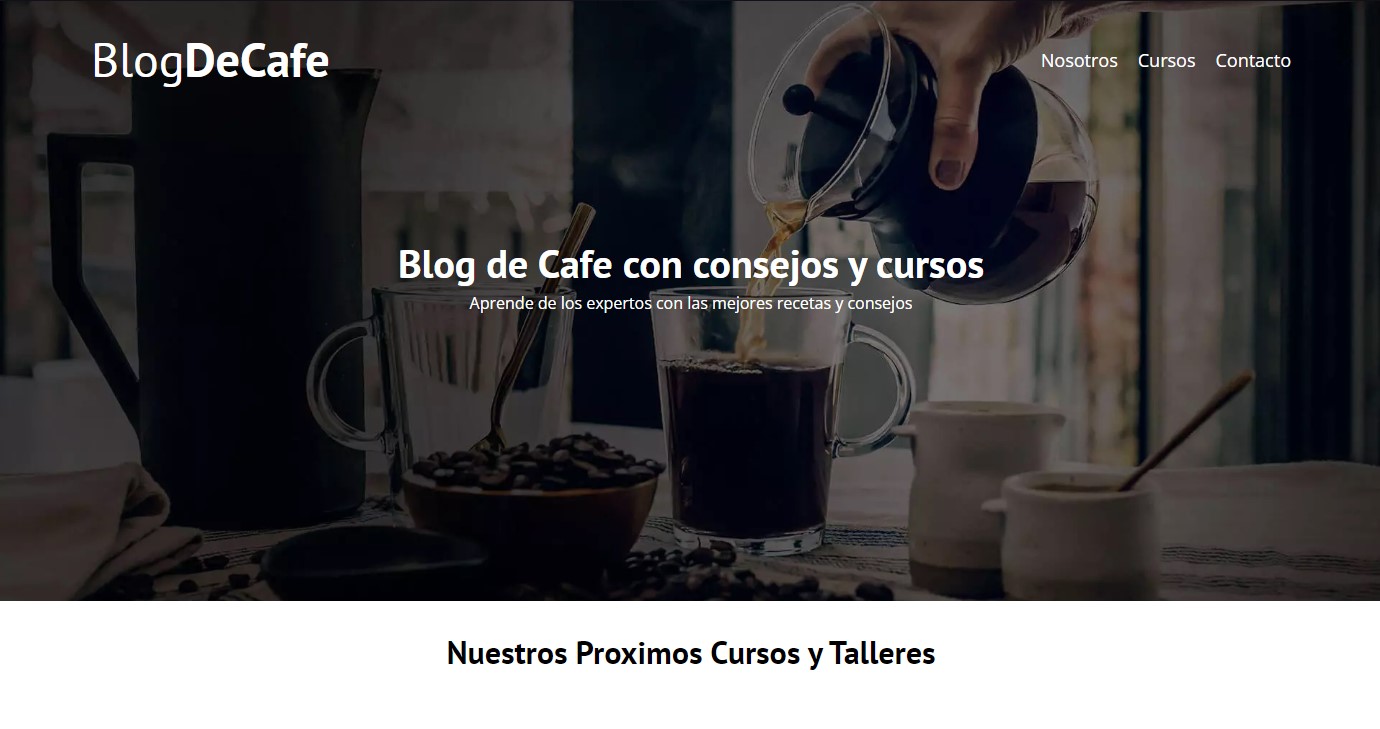 BlogDeCafe
Nosotros Cursos Contacto
Blog de Cafe con consejos y cursos
Aprende de los expertos con las mejores recetas y consejos
Nuestros Proximos Cursos y Talleres